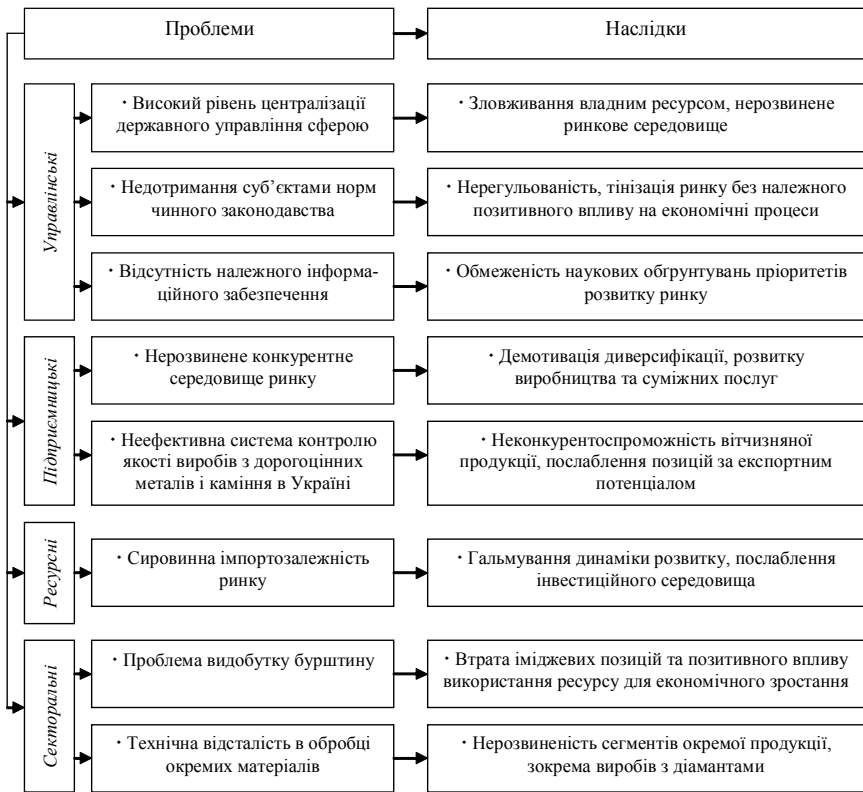 Проблеми
Наслідки
Управлінські
· Високий рівень централізації
державного управління сферою
· Зловживання владним ресурсом, нерозвинене
ринкове середовище
· Недотримання суб’єктами норм
чинного законодавства
· Нерегульованість, тінізація ринку без належного
позитивного впливу на економічні процеси
· Відсутність належного інформа-
ційного забезпечення
· Обмеженість наукових обґрунтувань пріоритетів
розвитку ринку
Підприємницькі
· Нерозвинене конкурентне
середовище ринку
· Демотивація диверсифікації, розвитку
виробництва та суміжних послуг
· Неефективна система контролю
якості виробів з дорогоцінних
металів і каміння в Україні
· Неконкурентоспроможність вітчизняної
продукції, послаблення позицій за експортним
потенціалом
Ресурсні
· Сировинна імпортозалежність
ринку
· Гальмування динаміки розвитку, послаблення
інвестиційного середовища
Секторальні
· Проблема видобутку бурштину
· Втрата іміджевих позицій та позитивного впливу
використання ресурсу для економічного зростання
· Технічна відсталість в обробці
окремих матеріалів
· Нерозвиненість сегментів окремої продукції,
зокрема виробів з діамантами